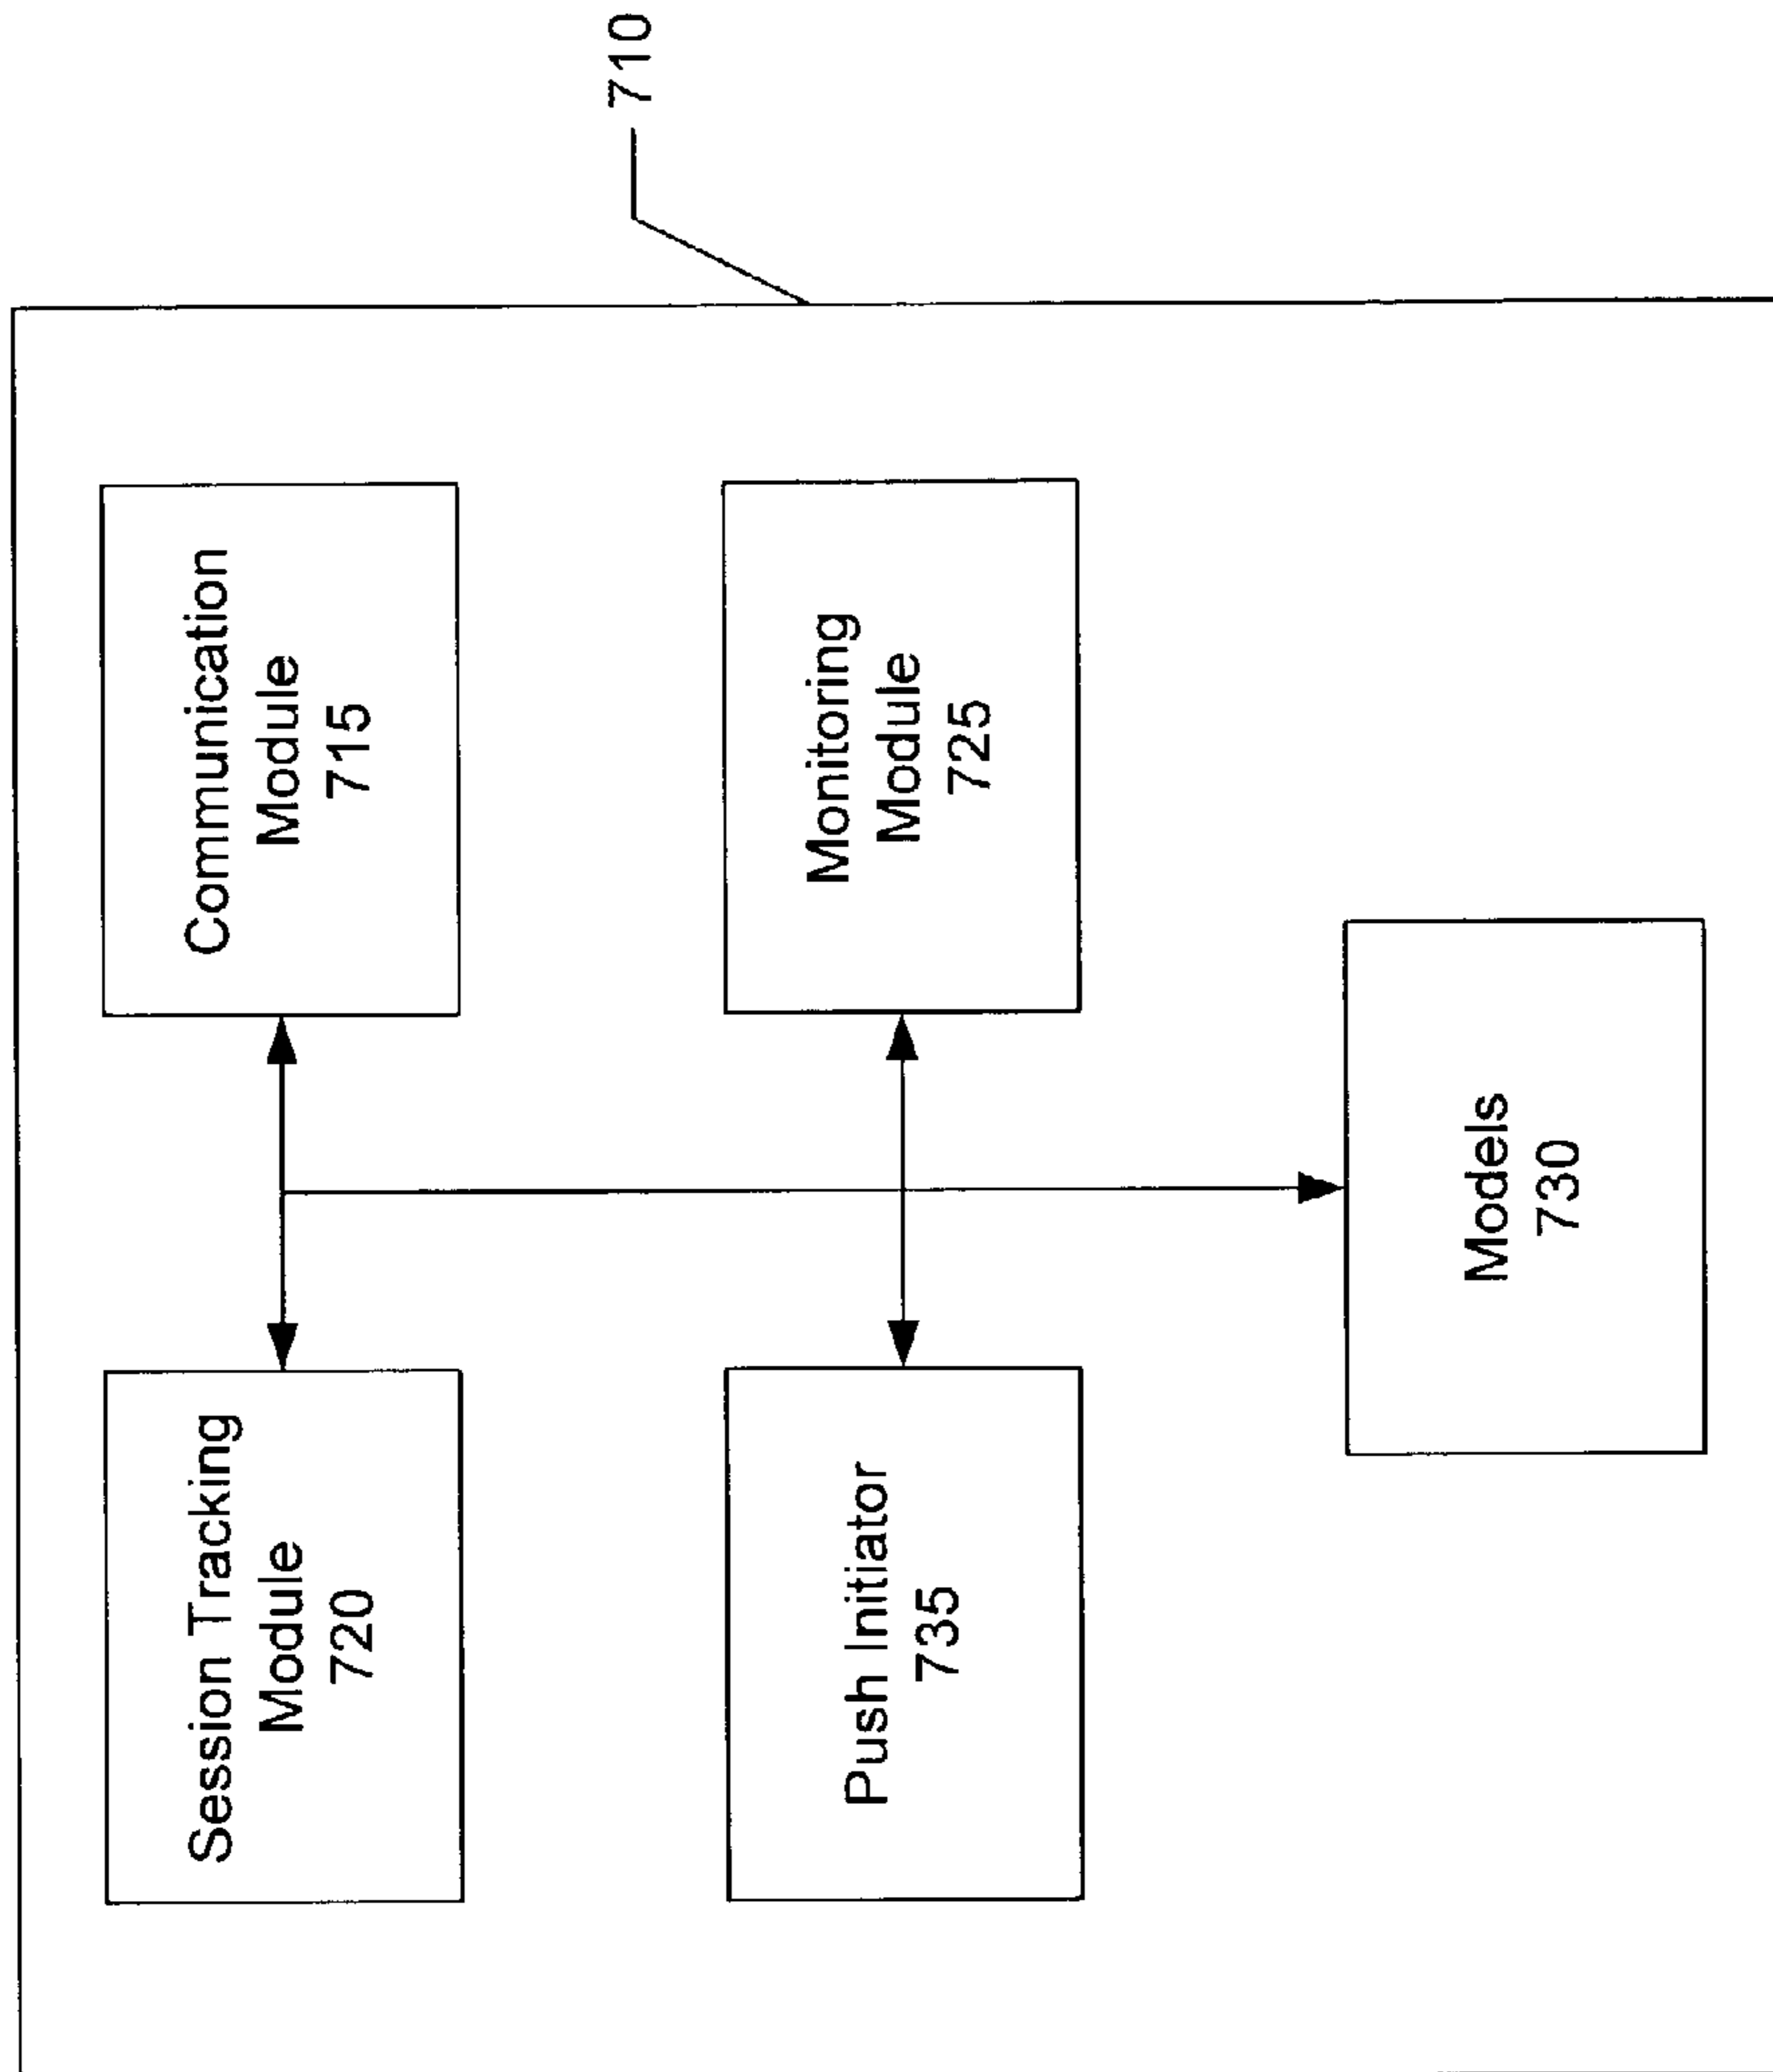 Session Tracking
Module
720
Communication
Module
715
710
Push Initiator
735
Monitoring
Module
725
Models
730